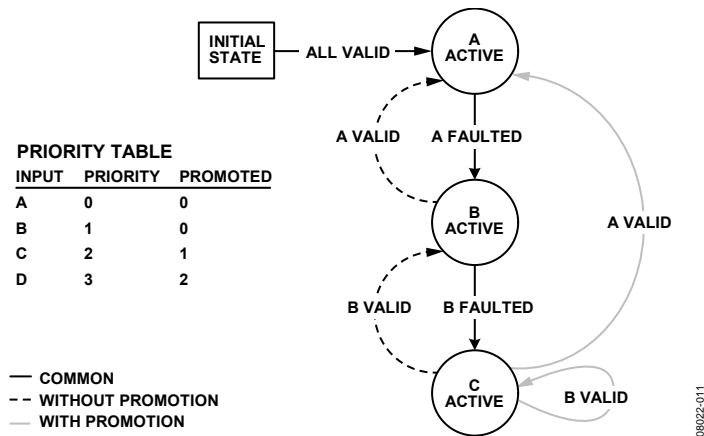 INITIAL
STATE
ALL VALID
A
ACTIVE
A VALID
A FAULTED
PRIORITY TABLE
INPUT PRIORITY PROMOTED
A 0 0
B 1 0
C 2 1
D 3 2
B
ACTIVE
A VALID
B VALID
B FAULTED
C
ACTIVE
B VALID
COMMON
WITHOUT PROMOTION
WITH PROMOTION
08022-011